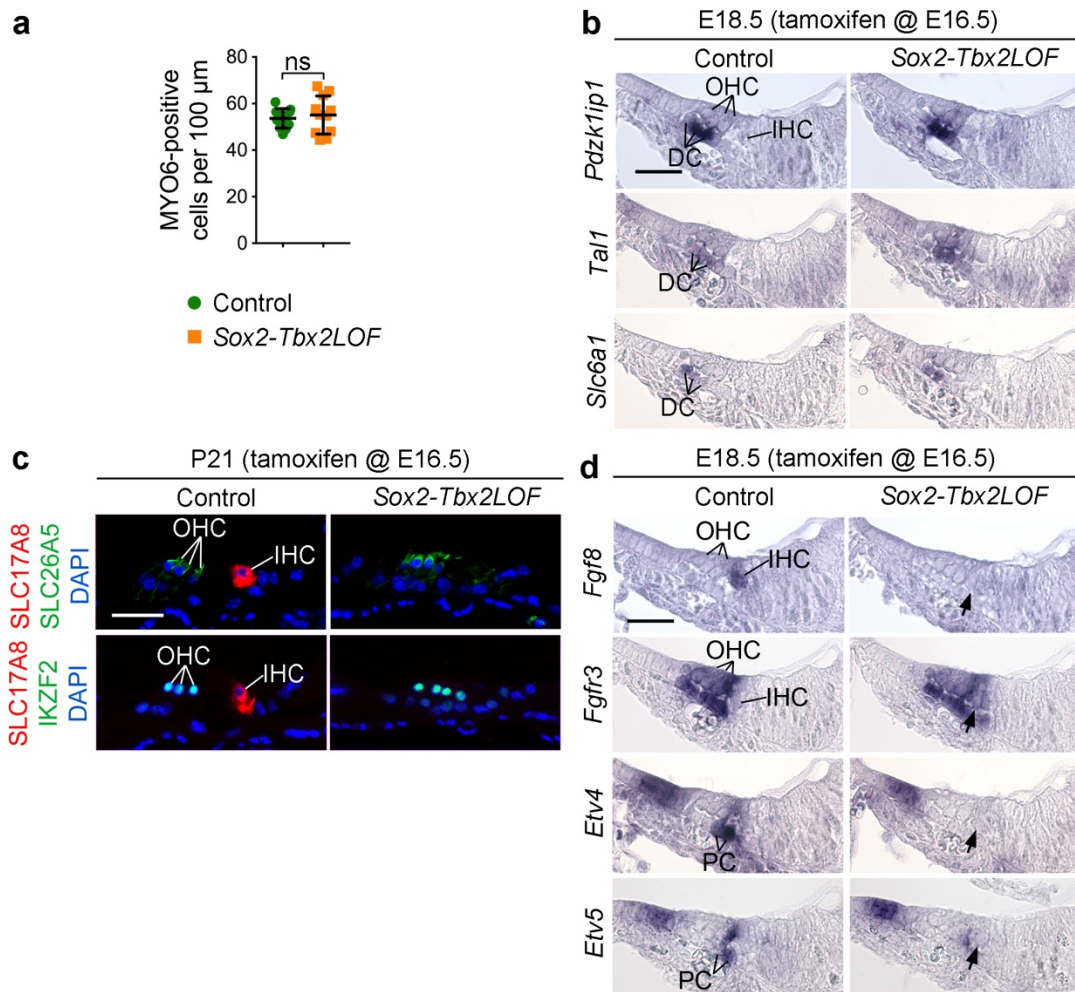 a
ns
80
60
40
20
0
MYO6-positive
cells per 100 µm
Control
Sox2-Tbx2LOF
b
E18.5 (tamoxifen @ E16.5)
Control
Sox2-Tbx2LOF
Pdzk1ip1
OHC
IHC
DC
Tal1
DC
Slc6a1
DC
c
P21 (tamoxifen @ E16.5)
Control
Sox2-Tbx2LOF
SLC17A8
SLC26A5
DAPI
OHC
IHC
SLC17A8
IKZF2
DAPI
OHC
IHC
d
E18.5 (tamoxifen @ E16.5)
Control
Sox2-Tbx2LOF
Fgf8
OHC
IHC
Fgfr3
OHC
IHC
Etv4
PC
Etv5
PC